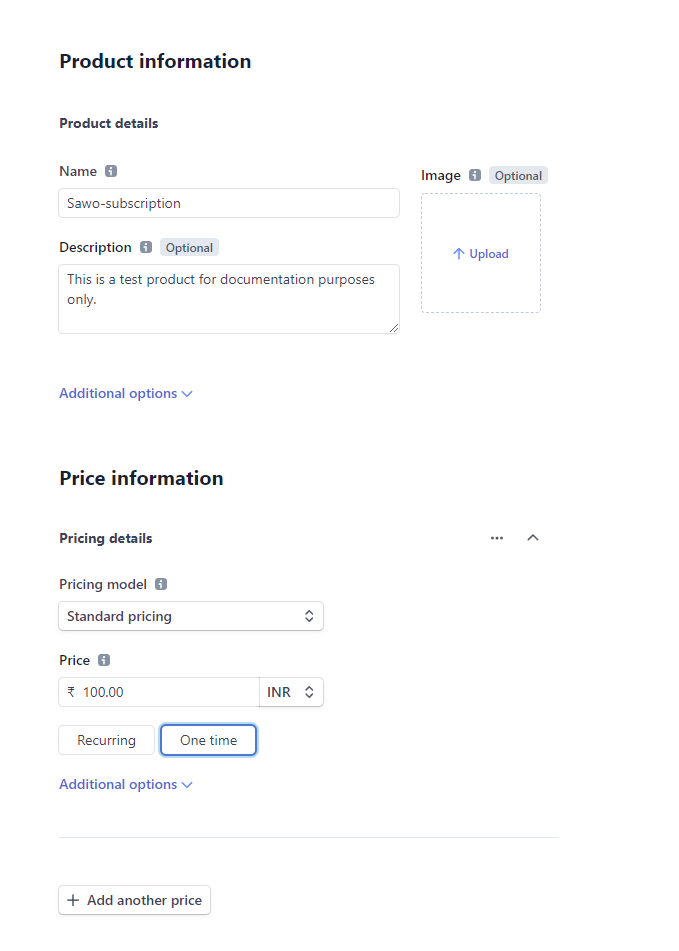 Product information
Product details
Name
Image Optional
Sawo-subscription
Upload
Description Optional
This is a test product for documentation purposes
only.
Additional options
Price information
Pricing details
Pricing model
Standard pricing
Price
₹ 100.00 INR
Recurring One time
Additional options
+ Add another price